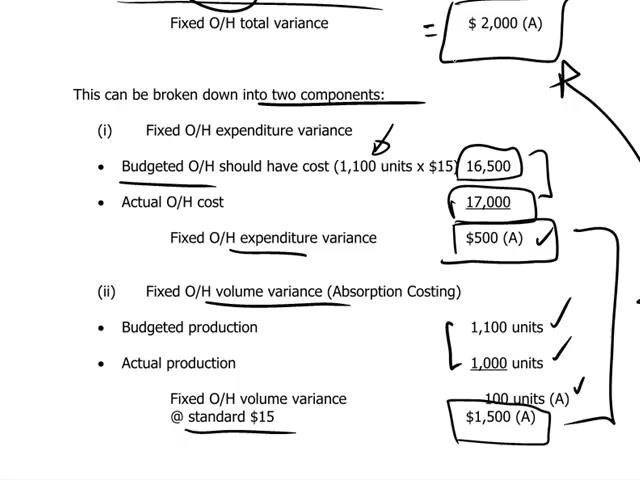 Fixed O/H total variance = $ 2,000 (A)
This can be broken down into two components:
(i) Fixed O/H expenditure variance
• Budgeted O/H should have cost (1,100 units x $15) 16,500
• Actual O/H cost 17,000
Fixed O/H expenditure variance $500 (A)
(ii) Fixed O/H volume variance (Absorption Costing)
• Budgeted production 1,100 units
• Actual production 1,000 units
Fixed O/H volume variance 100 units (A)
@ standard $15 $1,500 (A)